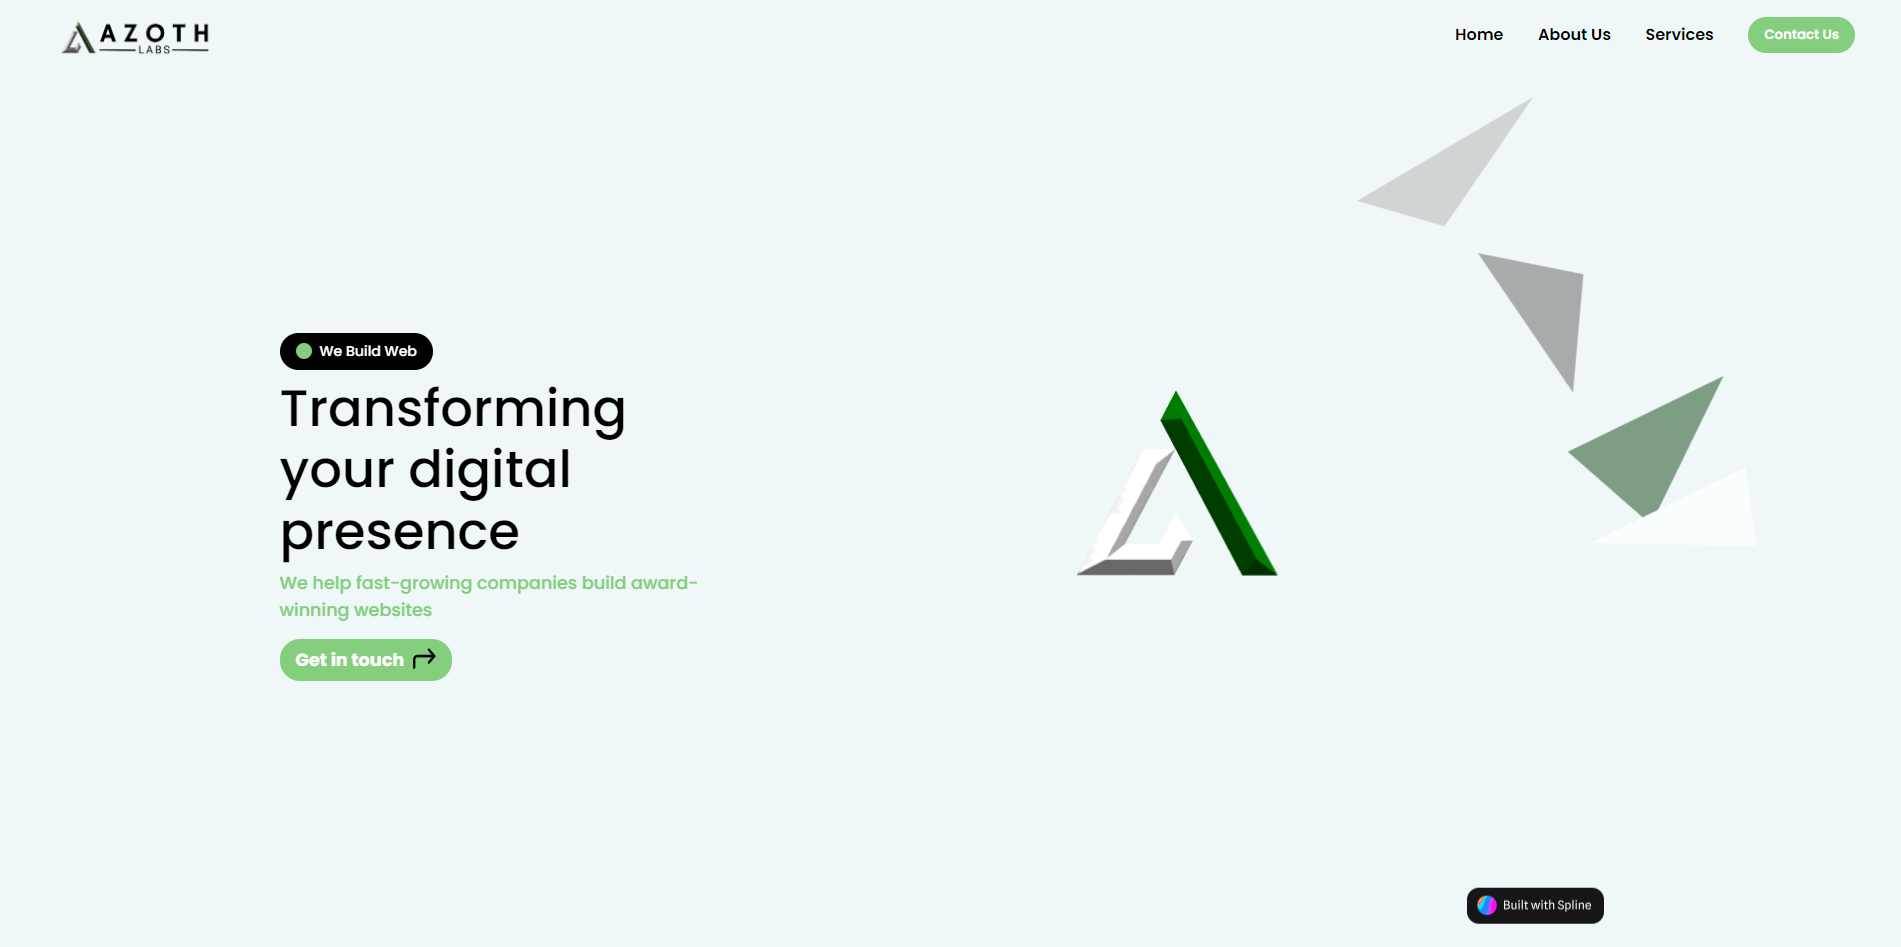 AZOTH
LABS
Home About Us Services Contact Us
We Build Web
Transforming
your digital
presence
We help fast-growing companies build award-
winning websites
Get in touch
Built with Spline